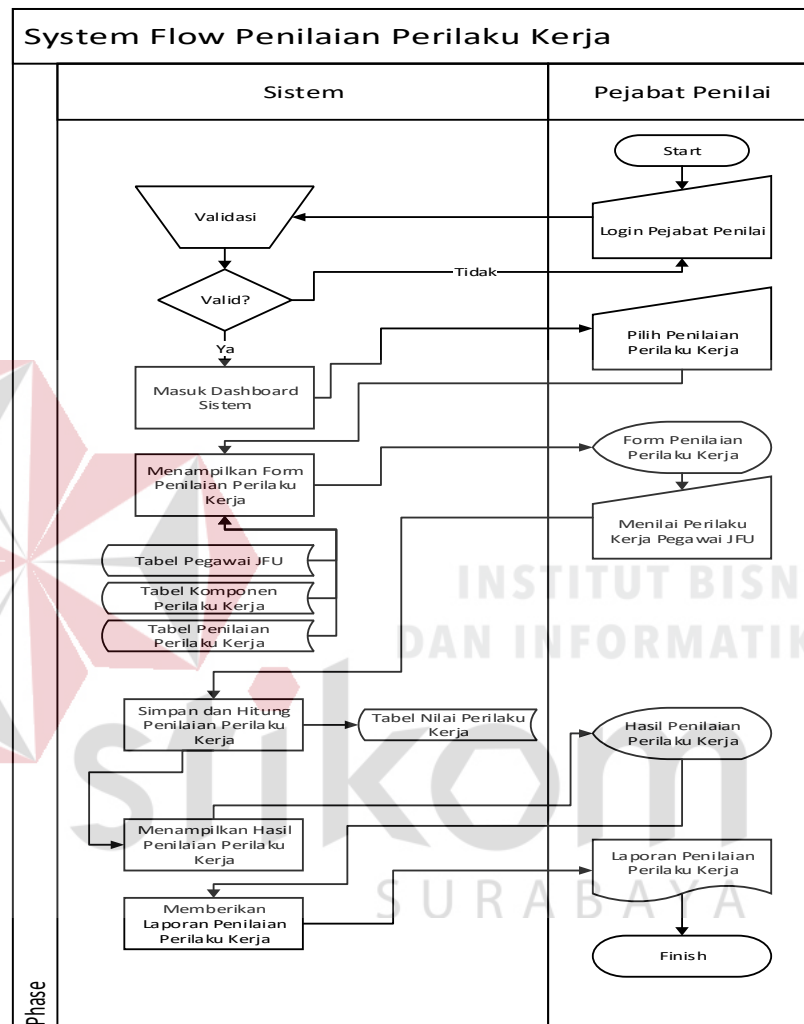 System Flow Penilaian Perilaku Kerja
Sistem
Pejabat Penilai
Start
Validasi
Login Pejabat Penilai
Valid?
Tidak
Ya
Pilih Penilaian
Perilaku Kerja
Masuk Dashboard
Sistem
Menampilkan Form
Penilaian Perilaku
Kerja
Form Penilaian
Perilaku Kerja
Menilai Perilaku
Kerja Pegawai JFU
Tabel Pegawai JFU
Tabel Komponen
Perilaku Kerja
Tabel Penilaian
Perilaku Kerja
INSTITUT BISN
DAN INFORMATIK
Simpan dan Hitung
Penilaian Perilaku
Kerja
Tabel Nilai Perilaku
Kerja
Hasil Penilaian
Perilaku Kerja
stikom
Menampilkan Hasil
Penilaian Perilaku
Kerja
Laporan Penilaian
Perilaku Kerja
SURABAYA
Memberikan
Laporan Penilaian
Perilaku Kerja
Finish
Phase